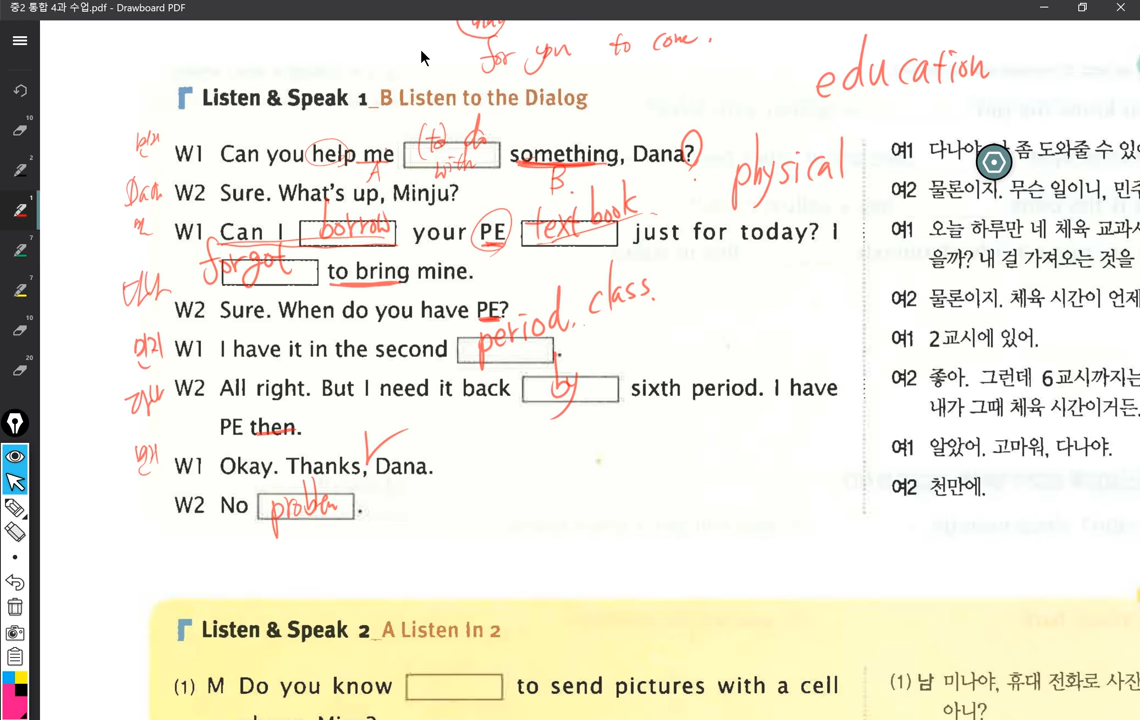 중2 통합 4과 수업.pdf - Drawboard PDF
for you to come.
education
Listen & Speak 1_B Listen to the Dialog
민지 W1 Can you help me (to) do with something, Dana?
A B
physical
W2 Sure. What's up, Minju?
W1 Can I borrow your PE text book just for today? I
forgot to bring mine.
W2 Sure. When do you have PE?
W1 I have it in the second period. class.
W2 All right. But I need it back by sixth period. I have
PE then.
W1 Okay. Thanks, Dana.
W2 No problem.
여1 다나야, 좀 도와줄 수 있
여2 물론이지. 무슨 일이니, 민주
여1 오늘 하루만 네 체육 교과서
을까? 내 걸 가져오는 것을
여2 물론이지. 체육 시간이 언제
여1 2교시에 있어.
여2 좋아. 그런데 6교시까지는
내가 그때 체육 시간이거든.
여1 알았어. 고마워, 다나야.
여2 천만에.
Listen & Speak 2_A Listen In 2
(1) M Do you know to send pictures with a cell
(1) 남 미나야, 휴대 전화로 사진
아니?